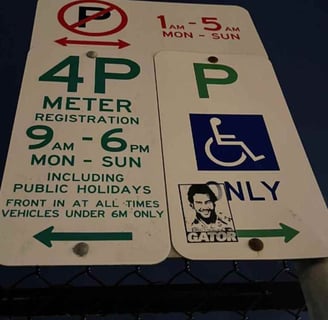 P
1AM - 5AM
MON - SUN
4P
METER
REGISTRATION
9AM - 6PM
MON - SUN
INCLUDING
PUBLIC HOLIDAYS
FRONT IN AT ALL TIMES
VEHICLES UNDER 6M ONLY
P
ONLY
GATOR